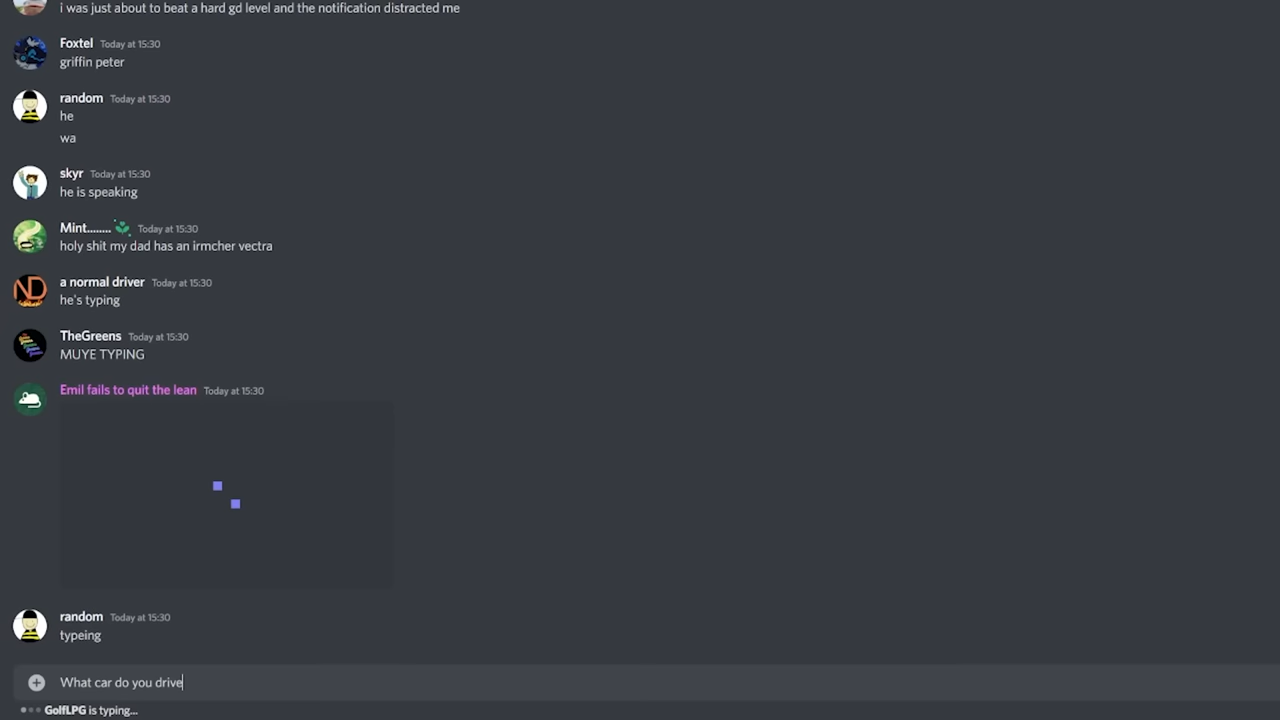 i was just about to beat a hard gd level and the notification distracted me
Foxtel Today at 15:30
griffin peter
random Today at 15:30
he
wa
skyr Today at 15:30
he is speaking
Mint........ Today at 15:30
holy shit my dad has an irmcher vectra
ND
a normal driver Today at 15:30
he's typing
TheGreens Today at 15:30
MUYE TYPING
Emil fails to quit the lean Today at 15:30
random Today at 15:30
typeing
What car do you drive
GolfLPG is typing...